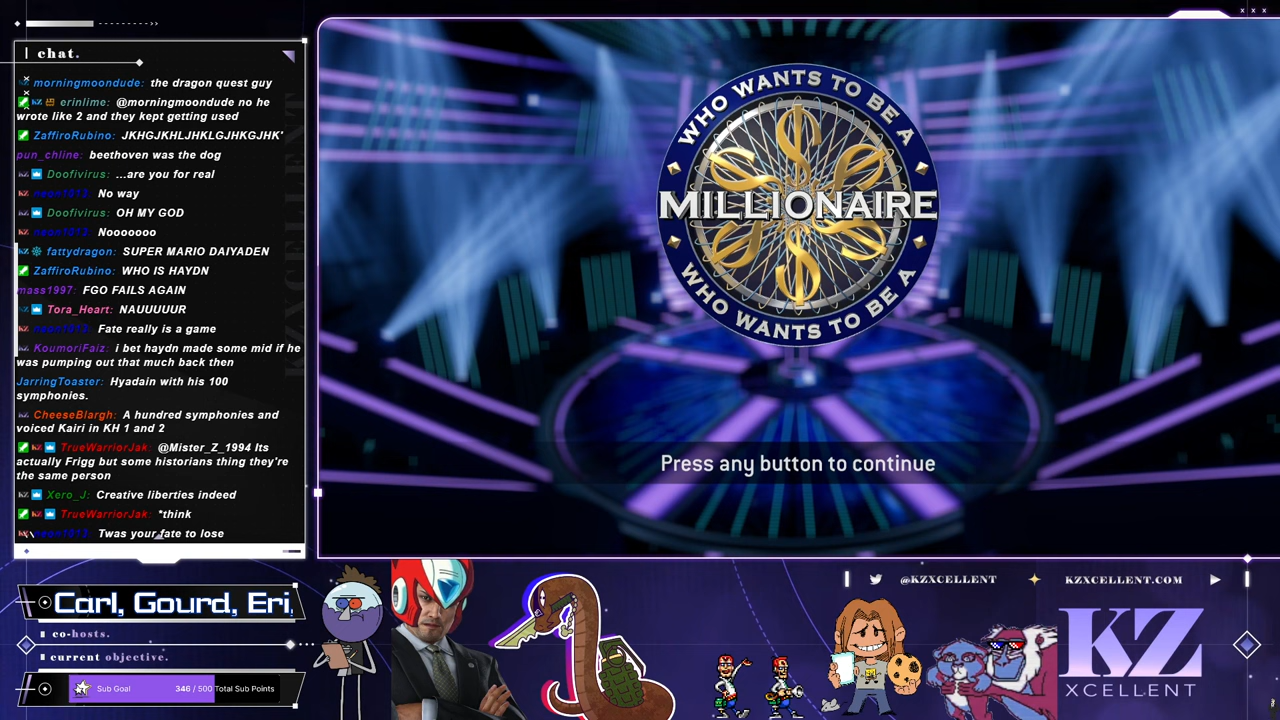 chat.
morningmoondude: the dragon quest guy
erinlime: @morningmoondude no he
wrote like 2 and they kept getting used
ZaffiroRubino: JKHGJKHLJHKLGJHKGJHK*
pun_chline: beethoven was the dog
Doofivirus: ...are you for real
neon1013: No way
Doofivirus: OH MY GOD
neon1013: Nooooooo
fattydragon: SUPER MARIO DAIYADEN
ZaffiroRubino: WHO IS HAYDN
mass1997: FGO FAILS AGAIN
Tora_Heart: NAUUUUUR
neon1013: Fate really is a game
KoumoriFaiz: i bet haydn made some mid if he
was pumping out that much back then
JarringToaster: Hyadain with his 100
symphonies.
CheeseBlargh: A hundred symphonies and
voiced Kairi in KH 1 and 2
TrueWarriorJak: @Mister_Z_1994 Its
actually Frigg but some historians thing they're
the same person
Xero_J: Creative liberties indeed
TrueWarriorJak: *think
neon1013: Twas your fate to lose
WHO WANTS TO BE A
MILLIONAIRE
WHO WANTS TO BE A
Press any button to continue
Carl, Gourd, Eri,
co-hosts.
current objective.
Sub Goal 346 / 500 Total Sub Points
@KZXCELLENT
KZXCELLENT.COM
KZ
XCELLENT